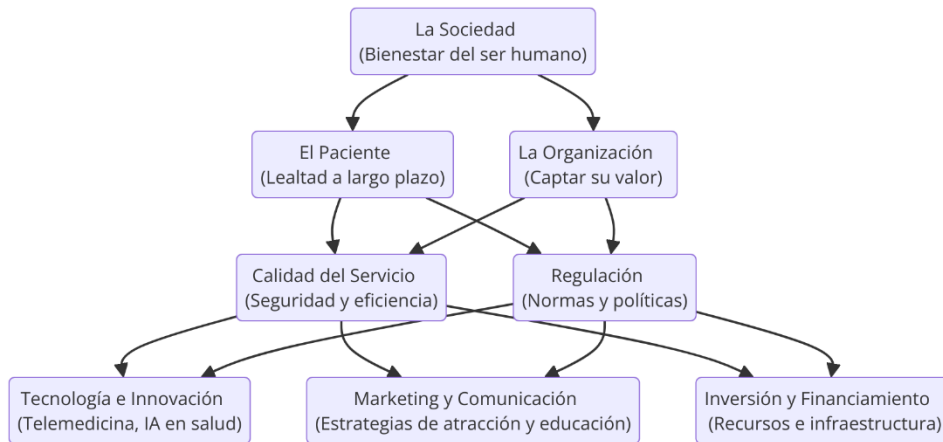 La Sociedad
(Bienestar del ser humano)
El Paciente
(Lealtad a largo plazo)
La Organización
(Captar su valor)
Calidad del Servicio
(Seguridad y eficiencia)
Regulación
(Normas y políticas)
Tecnología e Innovación
(Telemedicina, IA en salud)
Marketing y Comunicación
(Estrategias de atracción y educación)
Inversión y Financiamiento
(Recursos e infraestructura)